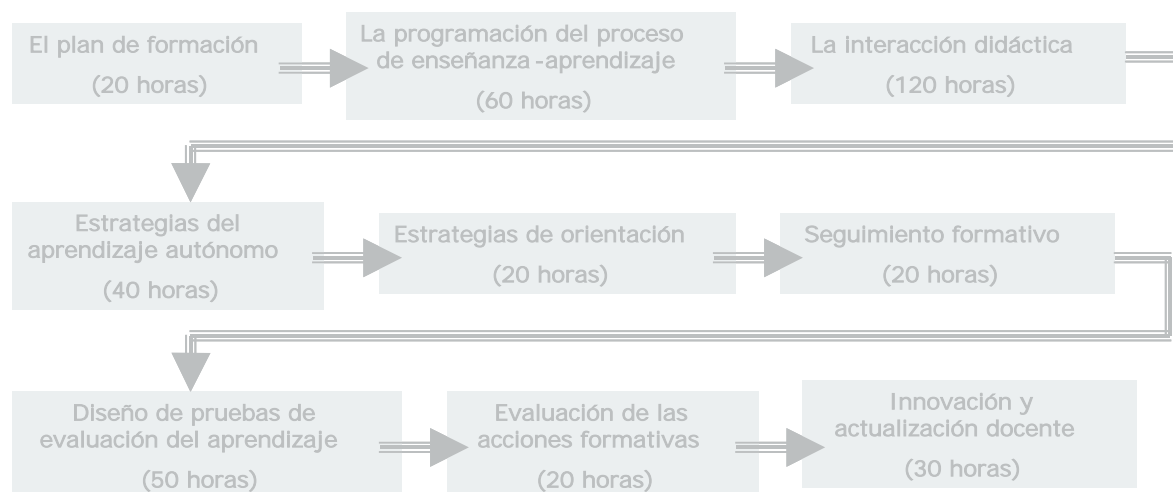 El plan de formación
(20 horas)
La programación del proceso
de enseñanza-aprendizaje
(60 horas)
La interacción didáctica
(120 horas)
Estrategias del
aprendizaje autónomo
(40 horas)
Estrategias de orientación
(20 horas)
Seguimiento formativo
(20 horas)
Diseño de pruebas de
evaluación del aprendizaje
(50 horas)
Evaluación de las
acciones formativas
(20 horas)
Innovación y
actualización docente
(30 horas)